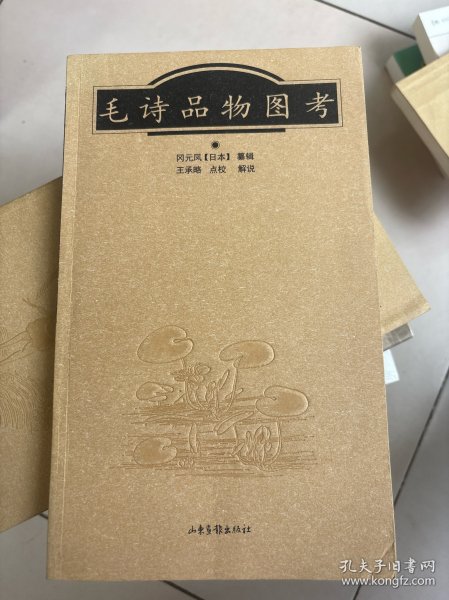 毛诗品物图考
冈元凤【日本】 纂辑
王承略 点校 解说
山东画报出版社
孔夫子旧书网
www.kongfz.com